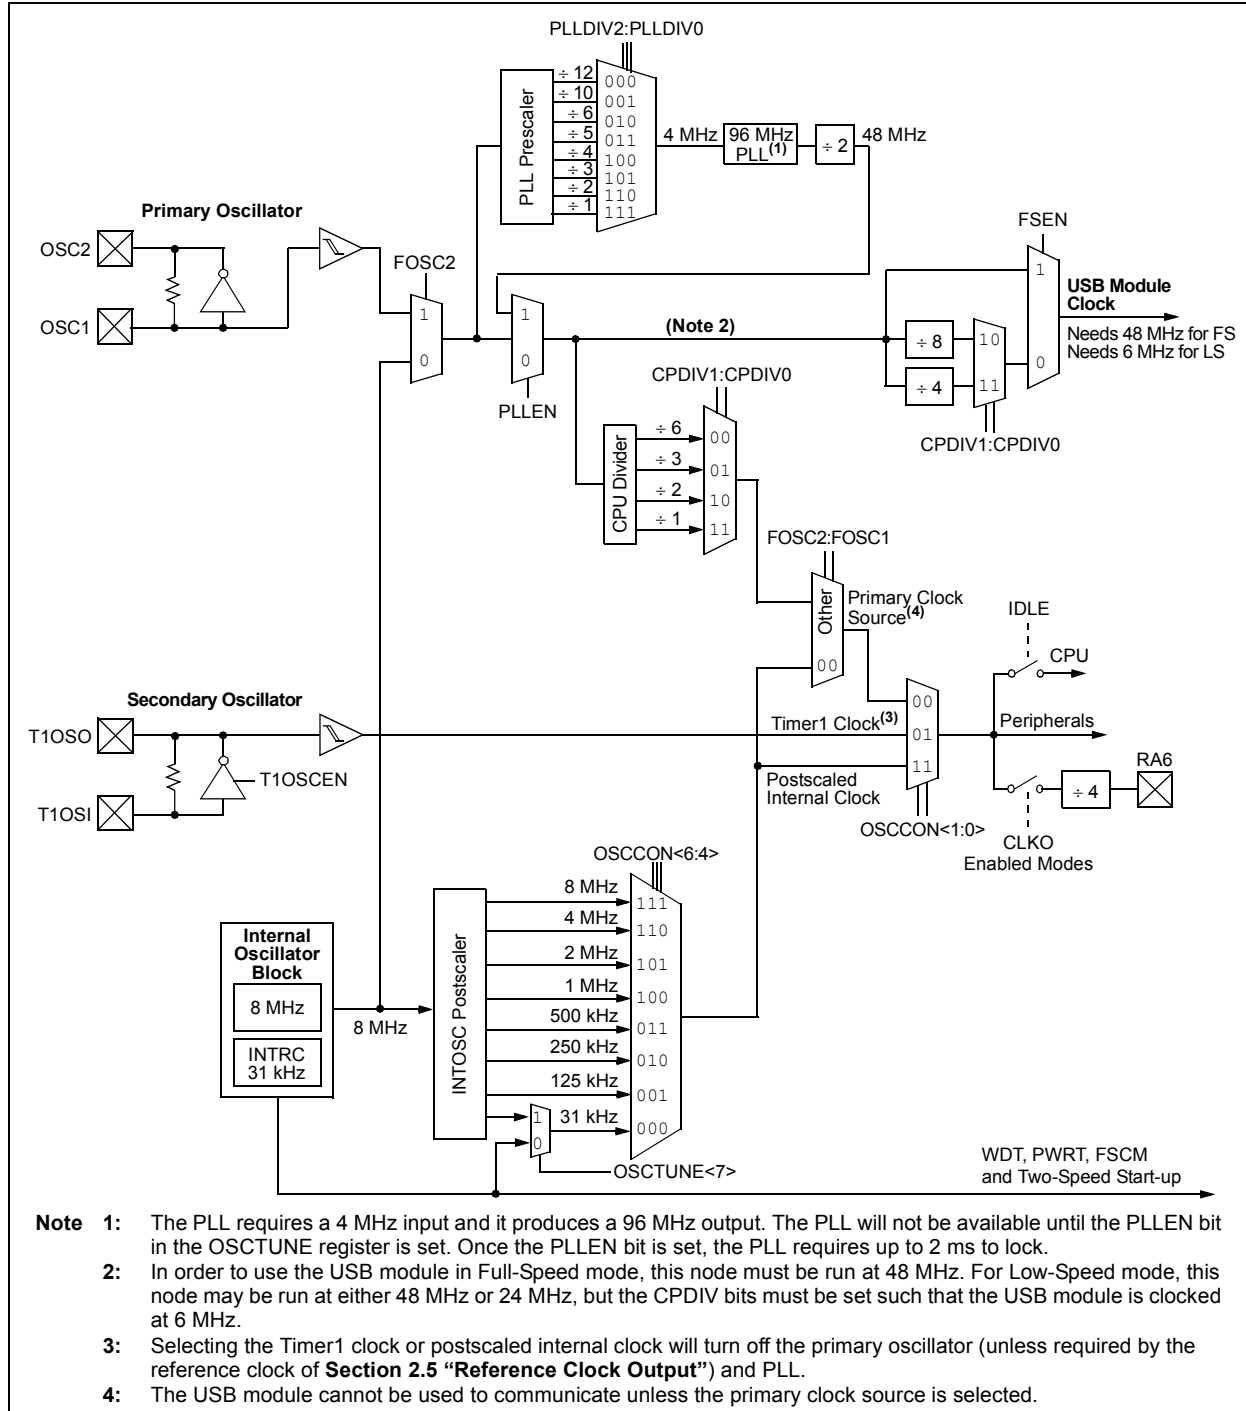 PLLDIV2:PLLDIV0
PLL Prescaler
÷ 12
÷ 10
÷ 6
÷ 5
÷ 4
÷ 3
÷ 2
÷ 1
000
001
010
011
100
101
110
111
4 MHz
96 MHz
PLL(1)
÷ 2
48 MHz
Primary Oscillator
OSC2
OSC1
FOSC2
1
0
1
0
PLLEN
(Note 2)
FSEN
1
0
USB Module
Clock
Needs 48 MHz for FS
Needs 6 MHz for LS
÷ 8
÷ 4
10
11
CPDIV1:CPDIV0
CPDIV1:CPDIV0
CPU Divider
÷ 6
÷ 3
÷ 2
÷ 1
00
01
10
11
FOSC2:FOSC1
Other
00
Primary Clock
Source(4)
IDLE
CPU
Secondary Oscillator
T1OSO
T1OSI
T1OSCEN
Timer1 Clock(3)
00
01
11
Peripherals
RA6
÷ 4
Postscaled
Internal Clock
OSCCON<1:0>
CLKO
Enabled Modes
OSCCON<6:4>
Internal
Oscillator
Block
8 MHz
INTRC
31 kHz
8 MHz
INTOSC Postscaler
8 MHz
4 MHz
2 MHz
1 MHz
500 kHz
250 kHz
125 kHz
31 kHz
111
110
101
100
011
010
001
000
1
0
OSCTUNE<7>
WDT, PWRT, FSCM
and Two-Speed Start-up
Note 1: The PLL requires a 4 MHz input and it produces a 96 MHz output. The PLL will not be available until the PLLEN bit
in the OSCTUNE register is set. Once the PLLEN bit is set, the PLL requires up to 2 ms to lock.
2: In order to use the USB module in Full-Speed mode, this node must be run at 48 MHz. For Low-Speed mode, this
node may be run at either 48 MHz or 24 MHz, but the CPDIV bits must be set such that the USB module is clocked
at 6 MHz.
3: Selecting the Timer1 clock or postscaled internal clock will turn off the primary oscillator (unless required by the
reference clock of Section 2.5 “Reference Clock Output”) and PLL.
4: The USB module cannot be used to communicate unless the primary clock source is selected.